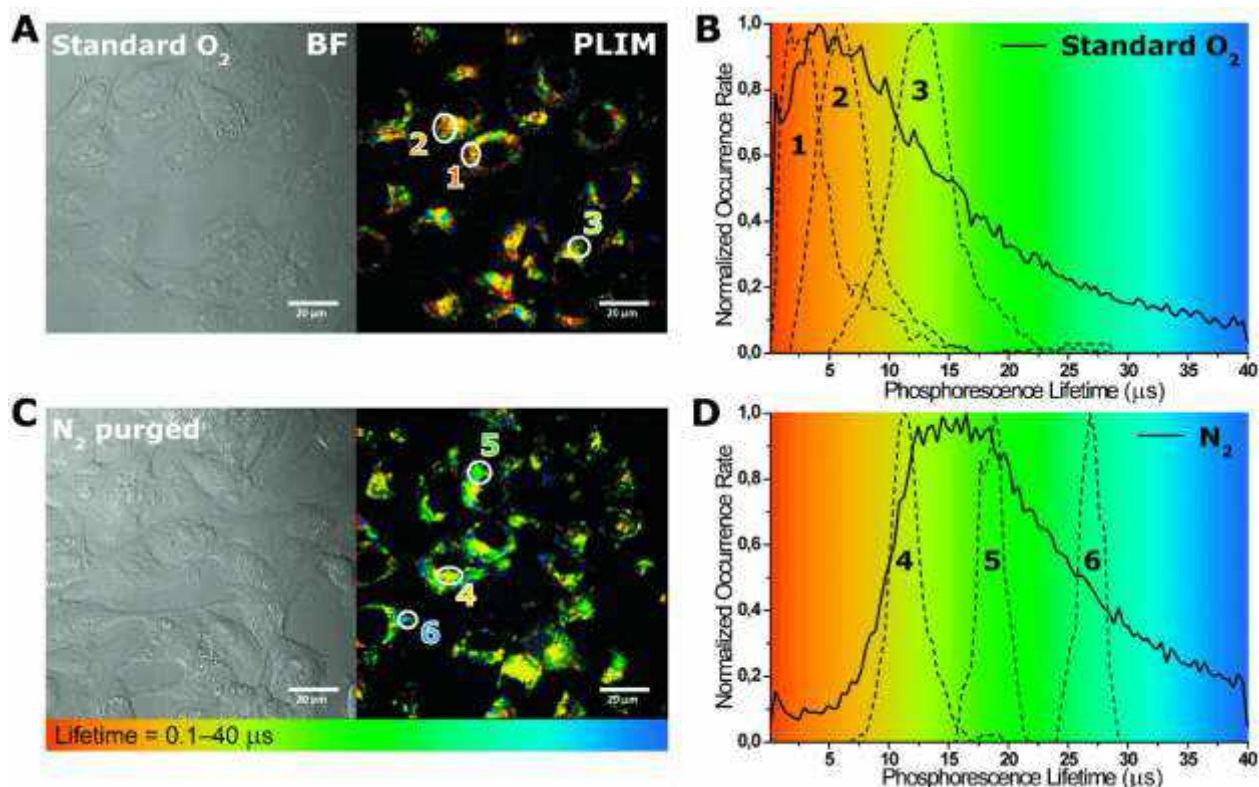 A
Standard O₂
BF
PLIM
2
1
3
20 μm
20 μm
B
Standard O₂
1
2
3
Normalized Occurrence Rate
1,0
0,8
0,6
0,4
0,2
0,0
5
10
15
20
25
30
35
40
Phosphorescence Lifetime (μs)
C
N₂ purged
5
4
6
20 μm
20 μm
Lifetime = 0.1–40 μs
D
N₂
4
5
6
Normalized Occurrence Rate
1,0
0,8
0,6
0,4
0,2
0,0
5
10
15
20
25
30
35
40
Phosphorescence Lifetime (μs)